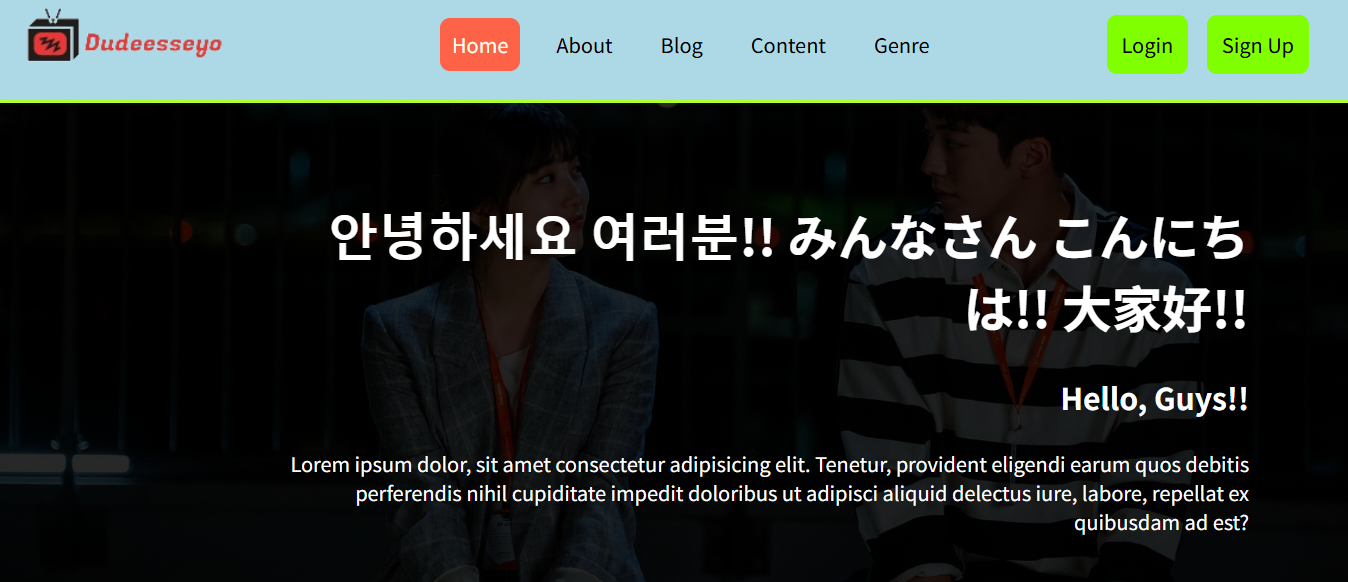 Dudeesseyo
Home About Blog Content Genre
Login Sign Up
안녕하세요 여러분!! みんなさん こんにち
は!! 大家好!!
Hello, Guys!!
Lorem ipsum dolor, sit amet consectetur adipisicing elit. Tenetur, provident eligendi earum quos debitis
perferendis nihil cupiditate impedit doloribus ut adipisci aliquid delectus iure, labore, repellat ex
quibusdam ad est?